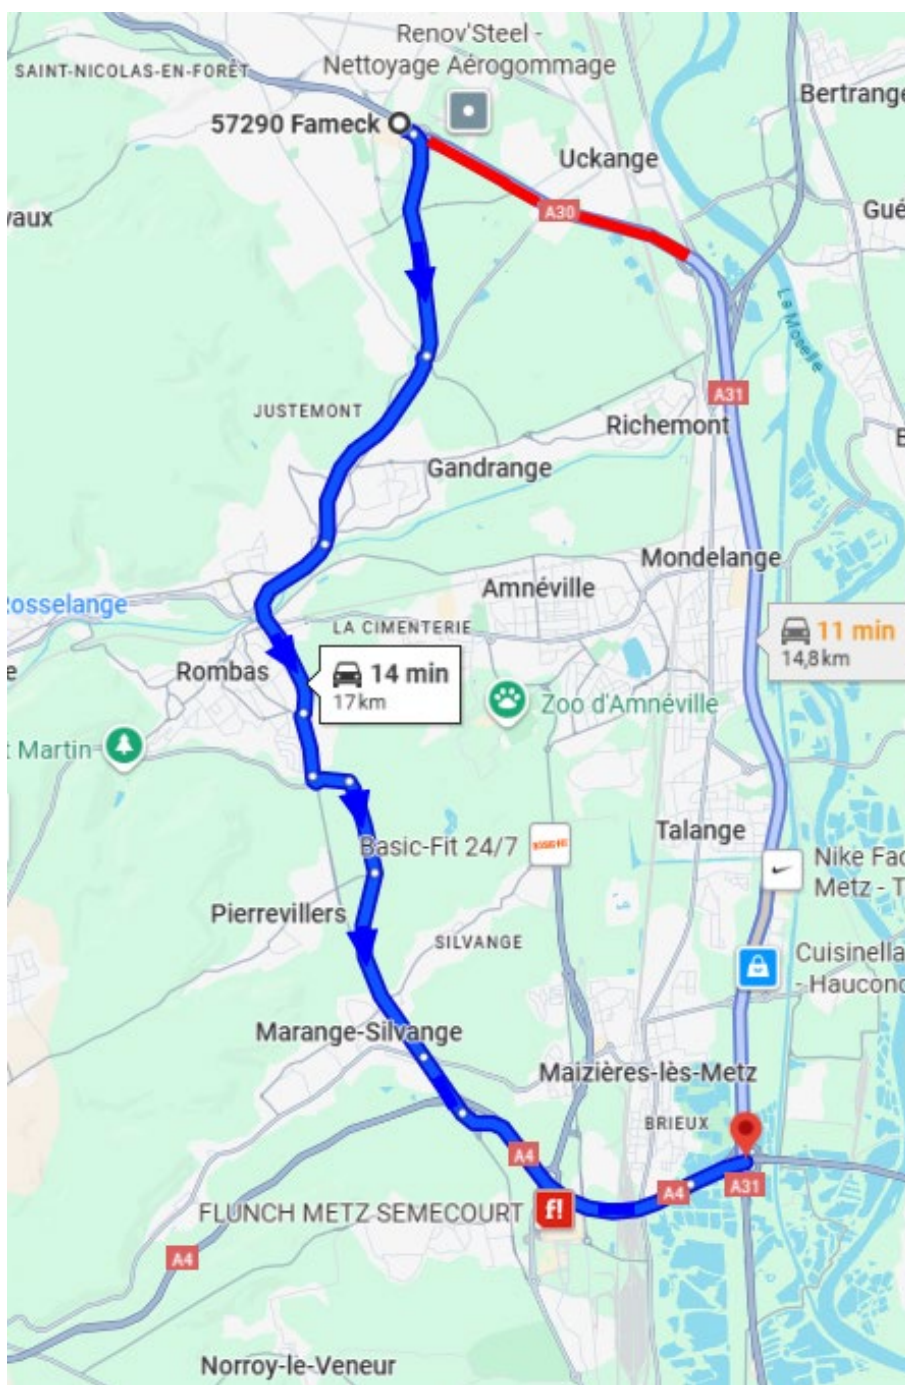 Renov'Steel -
Nettoyage Aérogommage
SAINT-NICOLAS-EN-FORÊT
Bertrange
57290 Fameck
Uckange
A30
Gué
vaux
La Moselle
A31
JUSTEMONT
Richemont
Gandrange
Mondelange
Amnéville
Rosselange
LA CIMENTERIE
11 min
14,8 km
Rombas
14 min
17 km
Zoo d'Amnéville
t Martin
Talange
Basic-Fit 24/7
Nike Fac
Metz - T
Pierrevillers
SILVANGE
Cuisinella
- Hauconc
Marange-Silvange
Maizières-lès-Metz
BRIEUX
A4
A4
A31
FLUNCH METZ SEMECOURT
f!
A4
Norroy-le-Veneur